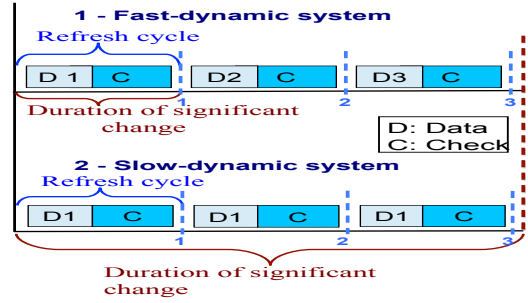 1 - Fast-dynamic system
Refresh cycle
D 1 C D2 C D3 C
1 2 3
Duration of significant
change
D: Data
C: Check
2 - Slow-dynamic system
Refresh cycle
D1 C D1 C D1 C
1 2 3
Duration of significant
change